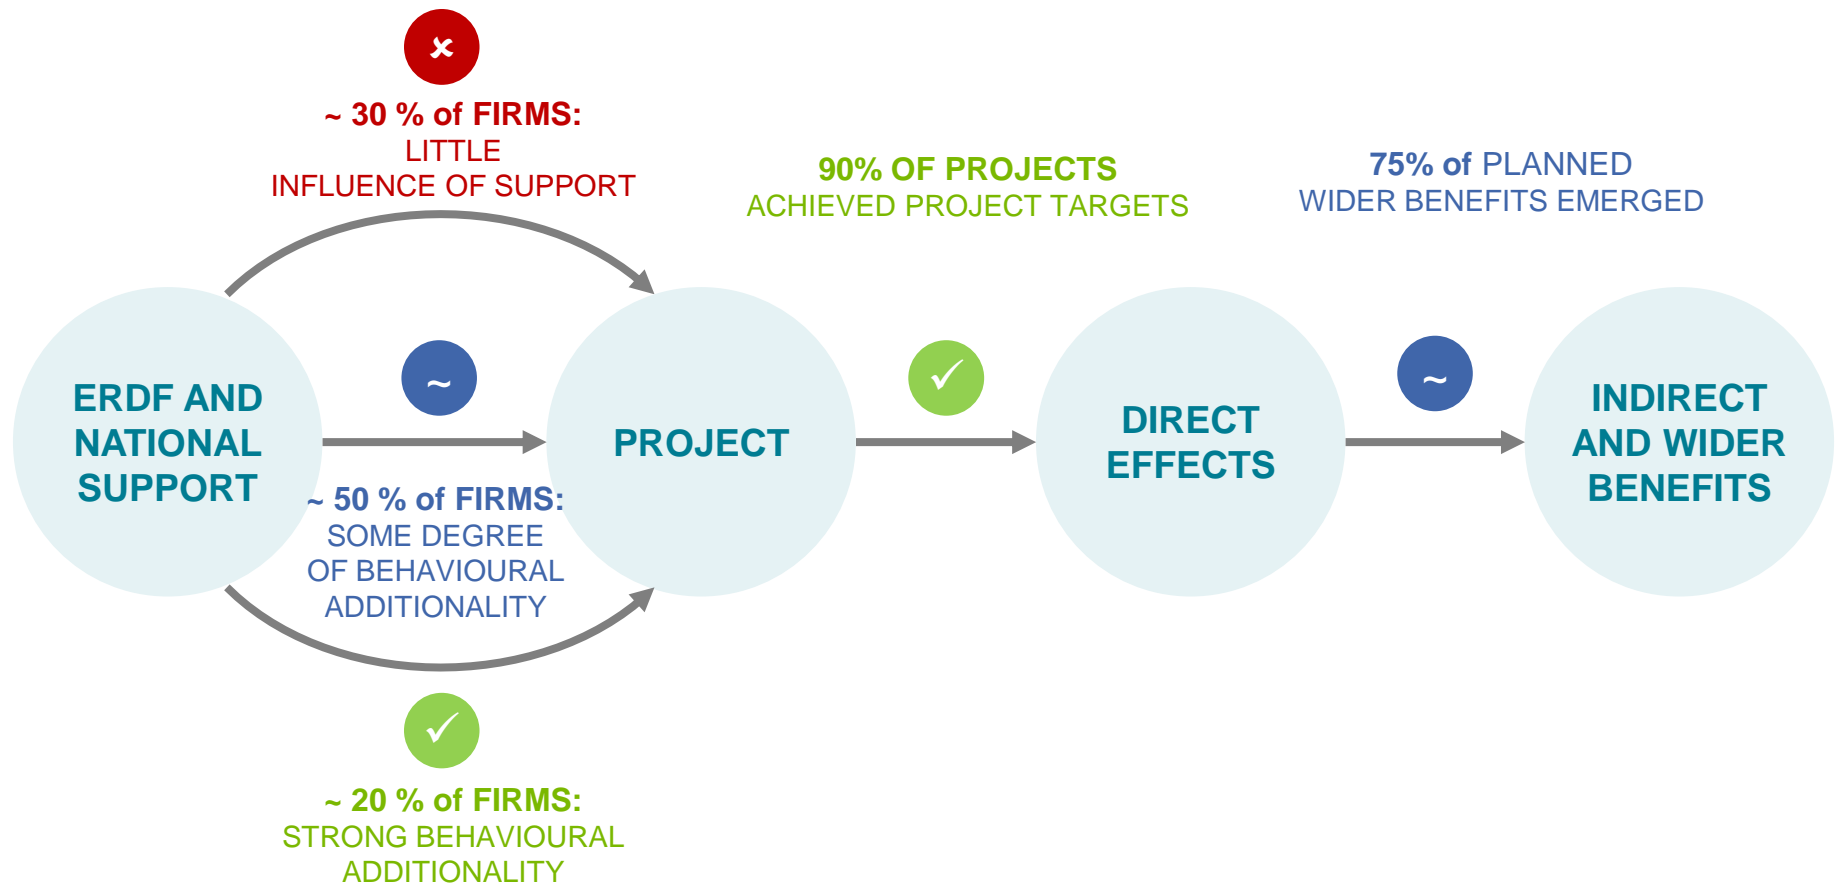 ~ 30 % of FIRMS:
LITTLE
INFLUENCE OF SUPPORT
90% OF PROJECTS
ACHIEVED PROJECT TARGETS
75% of PLANNED
WIDER BENEFITS EMERGED
ERDF AND
NATIONAL
SUPPORT
~
PROJECT
DIRECT
EFFECTS
~
INDIRECT
AND WIDER
BENEFITS
~ 50 % of FIRMS:
SOME DEGREE
OF BEHAVIOURAL
ADDITIONALITY
~ 20 % of FIRMS:
STRONG BEHAVIOURAL
ADDITIONALITY